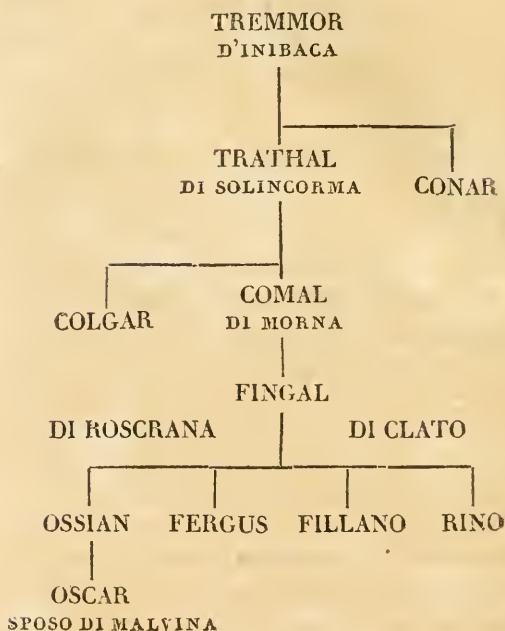 TREMMOR
D'INIBACA
TRATHAL
DI SOLINCORMA
CONAR
COLGAR
COMAL
DI MORNA
FINGAL
DI ROSCRANA
DI CLATO
OSSIAN FERGUS FILLANO RINO
OSCAR
SPOSO DI MALVINA